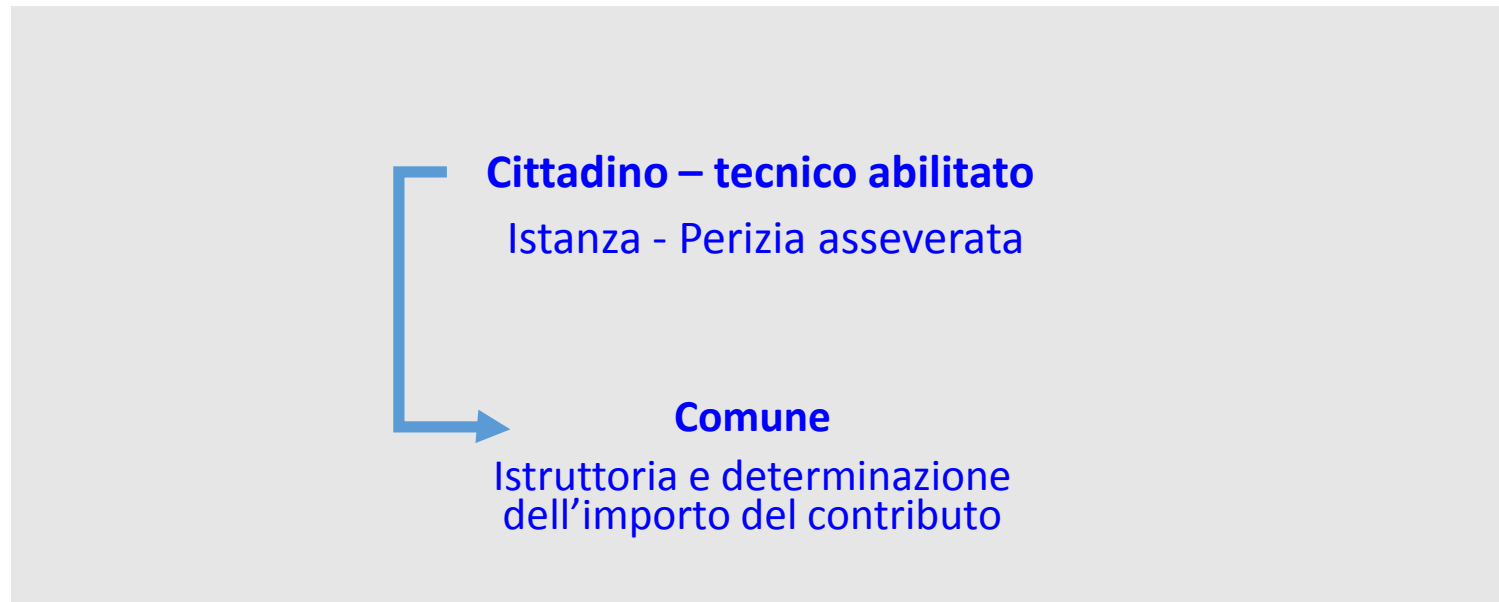 Cittadino – tecnico abilitato
Istanza - Perizia asseverata
Comune
Istruttoria e determinazione
dell’importo del contributo